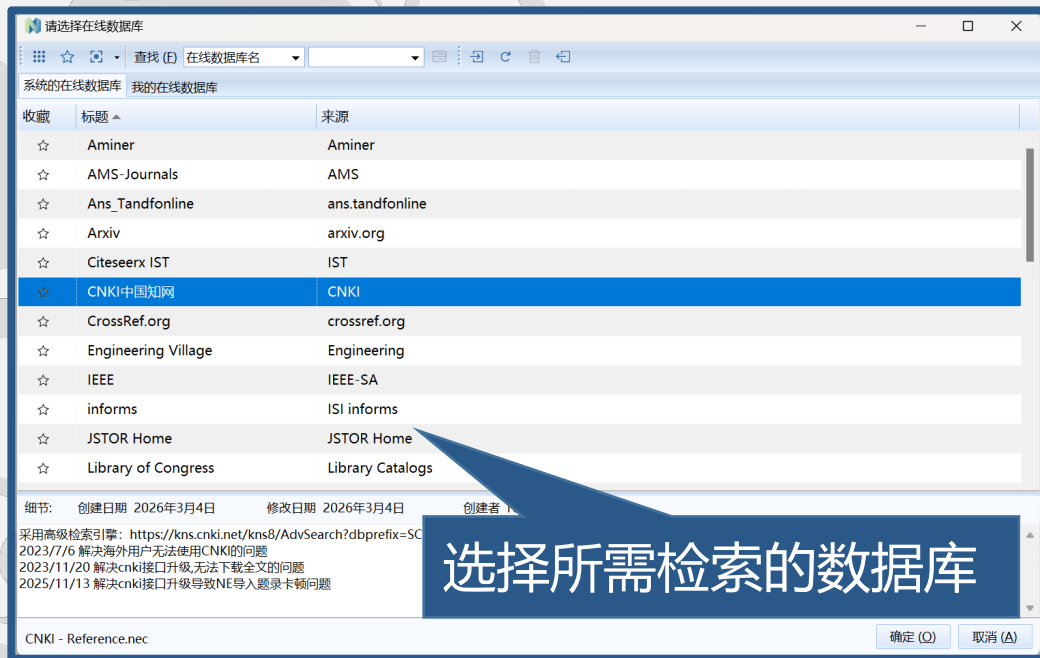 请选择在线数据库
查找 (F) 在线数据库名
系统的在线数据库 我的在线数据库
收藏 标题 来源
Aminer Aminer
AMS-Journals AMS
Ans_Tandfonline ans.tandfonline
Arxiv arxiv.org
Citeseerx IST IST
CNKI中国知网 CNKI
CrossRef.org crossref.org
Engineering Village Engineering
IEEE IEEE-SA
informs ISI informs
JSTOR Home JSTOR Home
Library of Congress Library Catalogs
细节: 创建日期 2026年3月4日 修改日期 2026年3月4日 创建者
采用高级检索引擎：https://kns.cnki.net/kns8/AdvSearch?dbprefix=SC
2023/7/6 解决海外用户无法使用CNKI的问题
2023/11/20 解决cnki接口升级,无法下载全文的问题
2025/11/13 解决cnki接口升级导致NE导入题录卡顿问题
选择所需检索的数据库
CNKI - Reference.nec 确定 (O) 取消 (A)